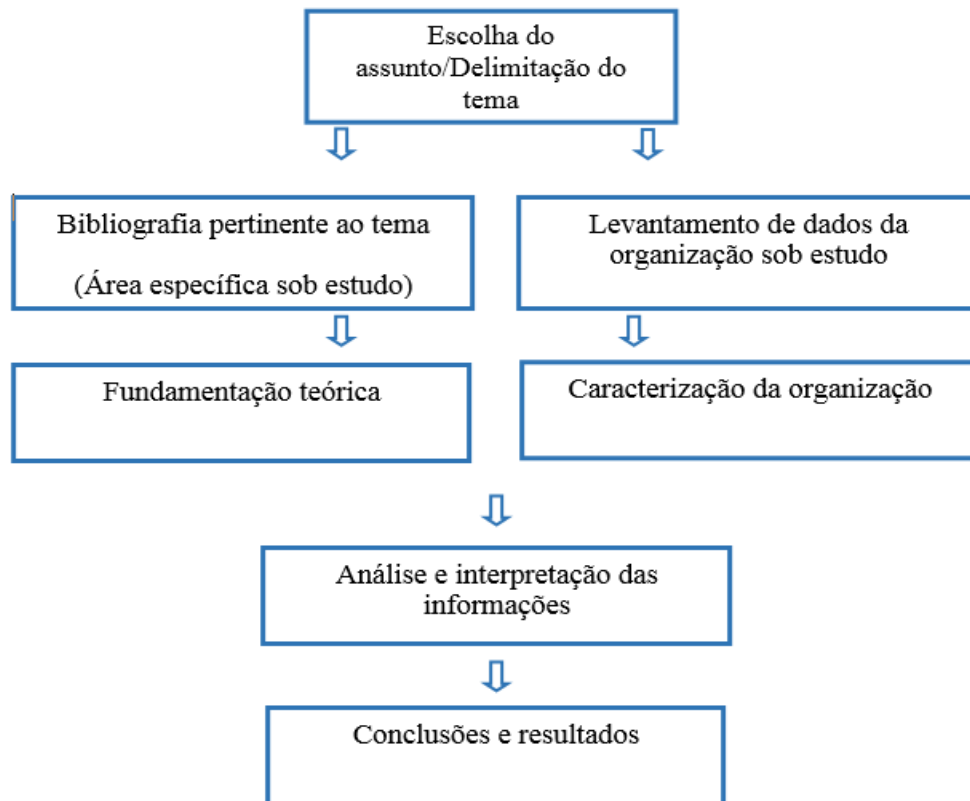 Escolha do
assunto/Delimitação do
tema
Bibliografia pertinente ao tema
(Área específica sob estudo)
Levantamento de dados da
organização sob estudo
Fundamentação teórica
Caracterização da organização
Análise e interpretação das
informações
Conclusões e resultados